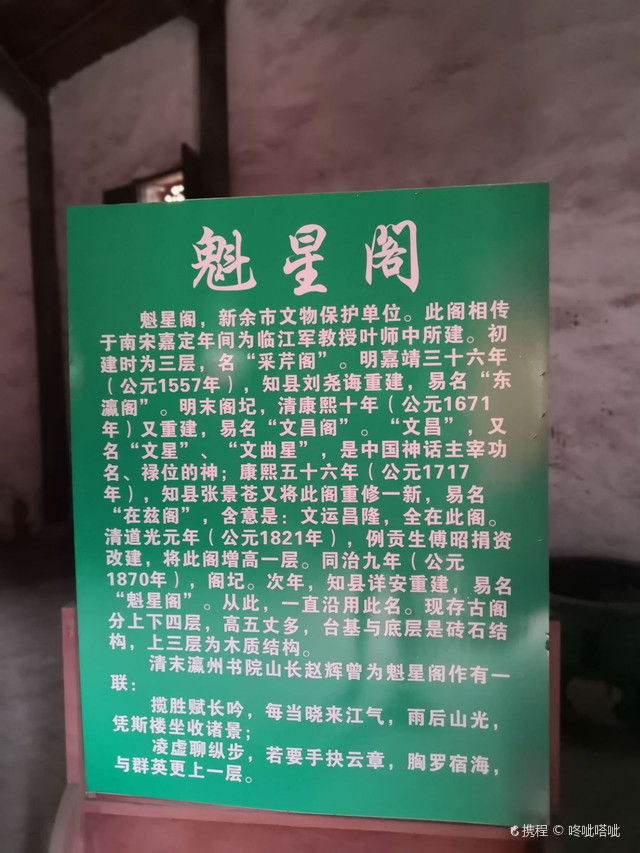 魁星阁
魁星阁，新余市文物保护单位。此阁相传
于南宋嘉定年间为临江军教授叶师中所建。初
建时为三层，名“采芹阁”。明嘉靖三十六年
（公元1557年），知县刘尧海重建，易名“东
瀛阁”。明末阁圮，清康熙十年（公元1671
年）又重建，易名“文昌阁”。“文昌”，又
名“文星”、“文曲星”，是中国神话主宰功
名、禄位的神；康熙五十六年（公元1717
年），知县张景苍又将此阁重修一新，易名
“在兹阁”，含意是：文运昌隆，全在此阁。
清道光元年（公元1821年），例贡生傅昭捐资
改建，将此阁增高一层。同治九年（公元
1870年），阁圮。次年，知县详安重建，易名
“魁星阁”。从此，一直沿用此名。现存古阁
分上下四层，高五丈多，台基与底层是砖石结
构，上三层为木质结构。
清末瀛州书院山长赵辉曾为魁星阁作有一
联：
揽胜赋长吟，每当晓来江气，雨后山光，
凭斯楼坐收诸景；
凌虚聊纵步，若要手抉云章，胸罗宿海，
与群英更上一层。
携程 © 咚呲嗒呲